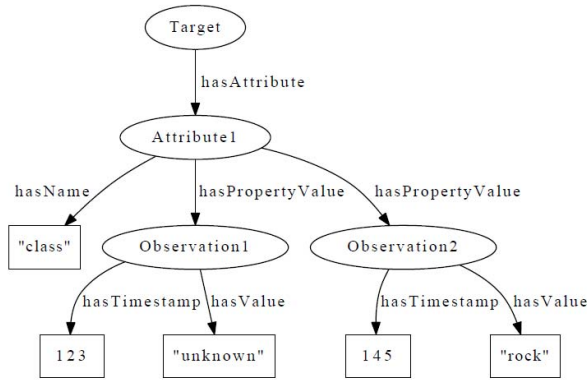 Target
hasAttribute
Attribute1
hasName hasPropertyValue hasPropertyValue
"class" Observation1 Observation2
hasTimestamp hasValue hasTimestamp hasValue
123 "unknown" 145 "rock"